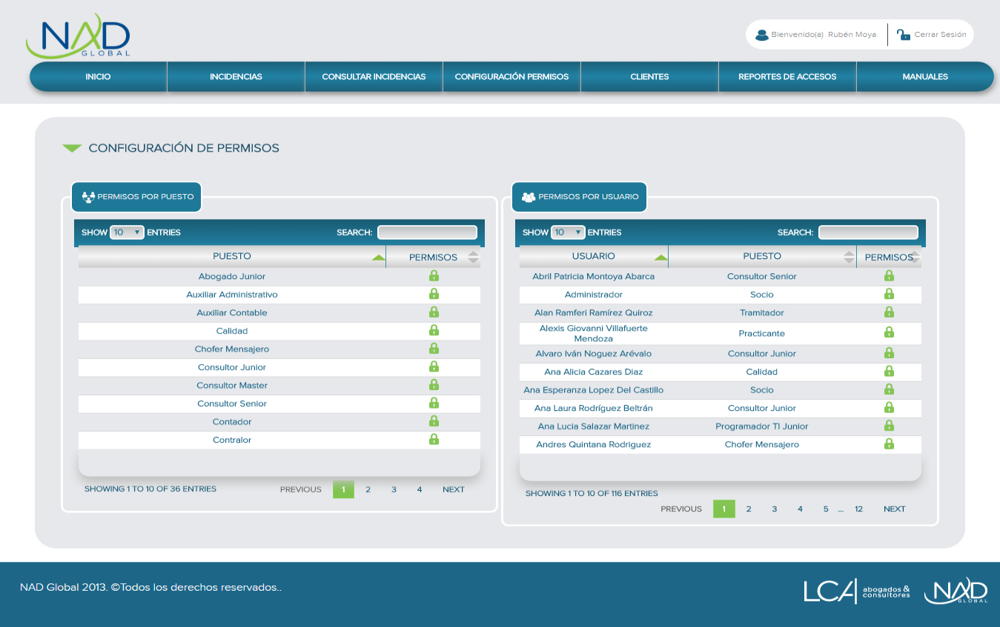 NAD
GLOBAL
Bienvenido(a) Rubén Moya
Cerrar Sesión
INICIO
INCIDENCIAS
CONSULTAR INCIDENCIAS
CONFIGURACIÓN PERMISOS
CLIENTES
REPORTES DE ACCESOS
MANUALES
CONFIGURACIÓN DE PERMISOS
PERMISOS POR PUESTO
SHOW 10 ENTRIES SEARCH:
PUESTO PERMISOS
Abogado Junior
Auxiliar Administrativo
Auxiliar Contable
Calidad
Chofer Mensajero
Consultor Junior
Consultor Master
Consultor Senior
Contador
Contralor
SHOWING 1 TO 10 OF 36 ENTRIES
PREVIOUS 1 2 3 4 NEXT
PERMISOS POR USUARIO
SHOW 10 ENTRIES SEARCH:
USUARIO PUESTO PERMISOS
Abril Patricia Montoya Abarca Consultor Senior
Administrador Socio
Alan Ramferi Ramírez Quiroz Tramitador
Alexis Giovanni Villafuerte
Mendoza Practicante
Alvaro Iván Noguez Arévalo Consultor Junior
Ana Alicia Cazares Diaz Calidad
Ana Esperanza Lopez Del Castillo Socio
Ana Laura Rodríguez Beltrán Consultor Junior
Ana Lucia Salazar Martinez Programador TI Junior
Andres Quintana Rodriguez Chofer Mensajero
SHOWING 1 TO 10 OF 116 ENTRIES
PREVIOUS 1 2 3 4 5 ... 12 NEXT
NAD Global 2013. ©Todos los derechos reservados..
LCA abogados &
consultores
NAD
GLOBAL